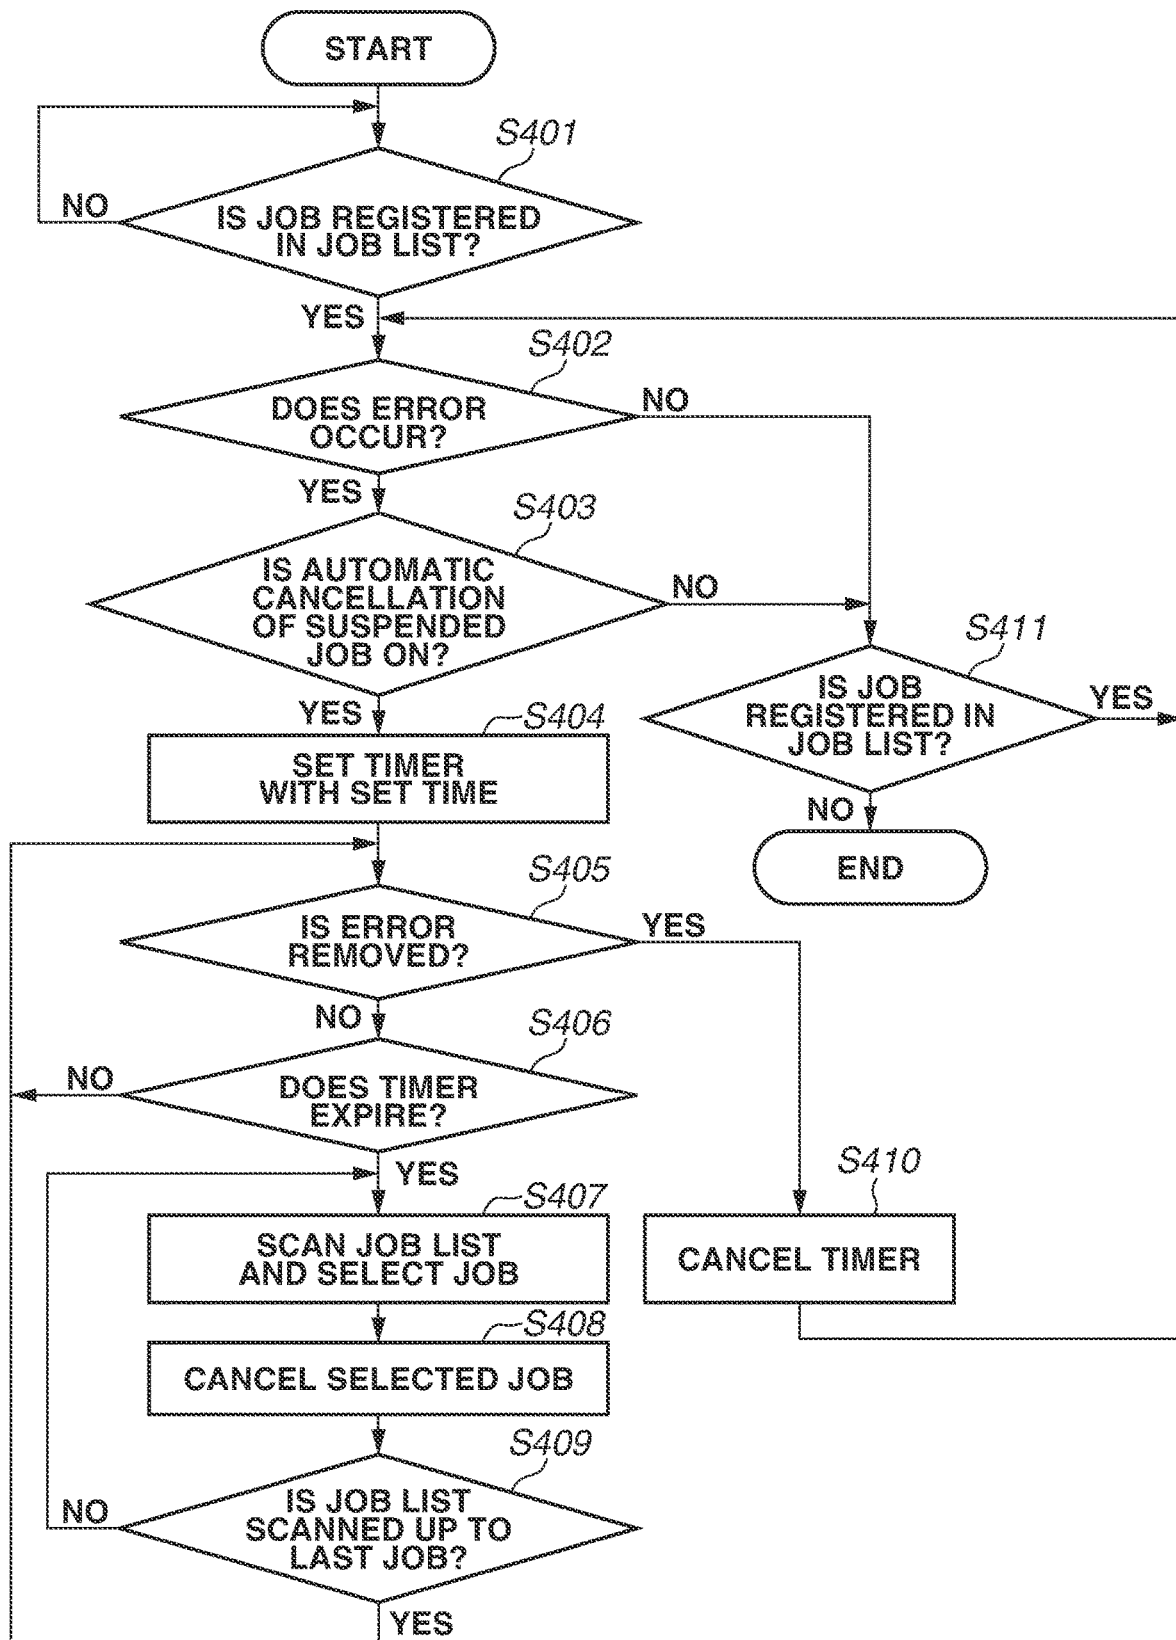 START
S401
NO
IS JOB REGISTERED
IN JOB LIST?
YES
S402
NO
DOES ERROR
OCCUR?
YES
S403
IS AUTOMATIC
CANCELLATION
OF SUSPENDED
JOB ON?
NO
S411
IS JOB
REGISTERED IN
JOB LIST?
YES
YES
S404
SET TIMER
WITH SET TIME
NO
END
S405
IS ERROR
REMOVED?
YES
NO
S406
NO
DOES TIMER
EXPIRE?
YES
S410
S407
SCAN JOB LIST
AND SELECT JOB
CANCEL TIMER
S408
CANCEL SELECTED JOB
S409
NO
IS JOB LIST
SCANNED UP TO
LAST JOB?
YES